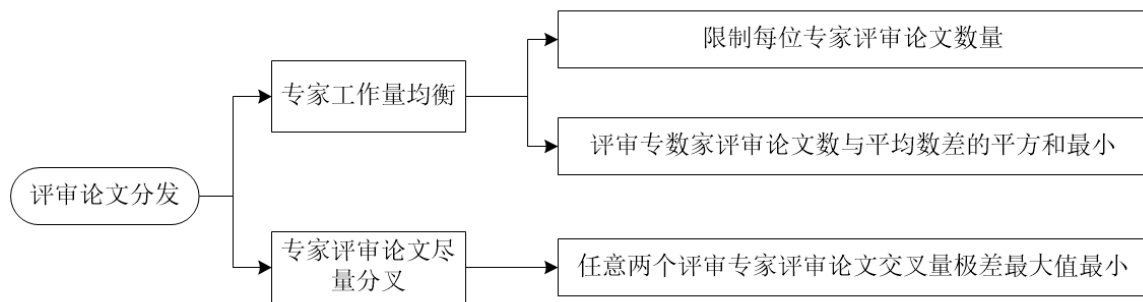 限制每位专家评审论文数量
专家工作量均衡
评审专数家评审论文数与平均数差的平方和最小
评审论文分发
专家评审论文尽
量分叉
任意两个评审专家评审论文交叉量极差最大值最小